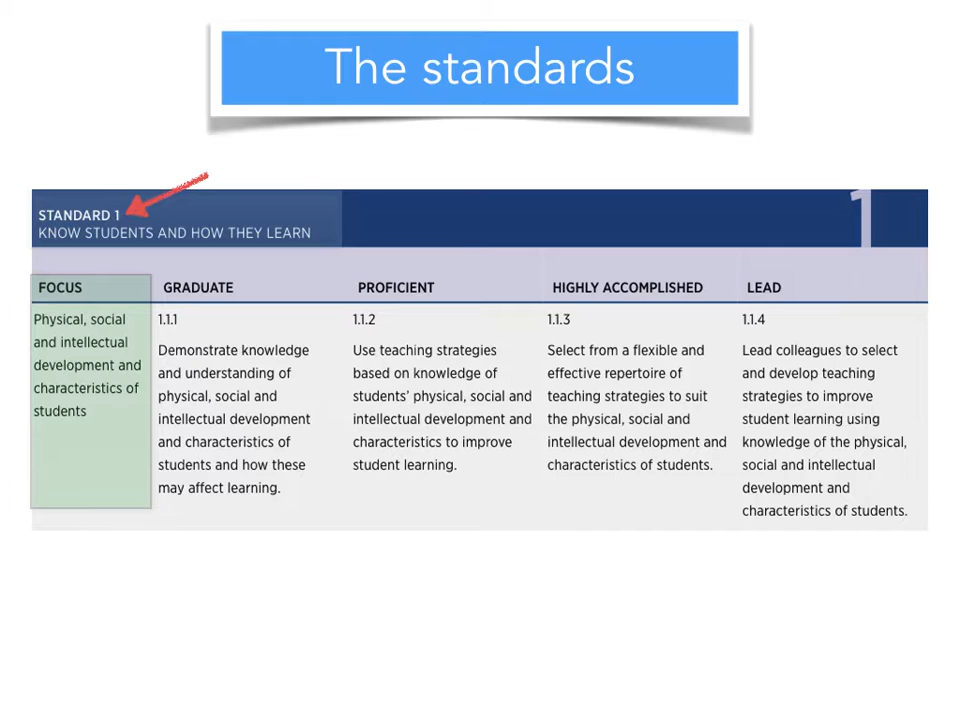 The standards
STANDARD 1
KNOW STUDENTS AND HOW THEY LEARN
1
FOCUS
Physical, social
and intellectual
development and
characteristics of
students
GRADUATE
1.1.1
Demonstrate knowledge
and understanding of
physical, social and
intellectual development
and characteristics of
students and how these
may affect learning.
PROFICIENT
1.1.2
Use teaching strategies
based on knowledge of
students’ physical, social and
intellectual development and
characteristics to improve
student learning.
HIGHLY ACCOMPLISHED
1.1.3
Select from a flexible and
effective repertoire of
teaching strategies to suit
the physical, social and
intellectual development and
characteristics of students.
LEAD
1.1.4
Lead colleagues to select
and develop teaching
strategies to improve
student learning using
knowledge of the physical,
social and intellectual
development and
characteristics of students.